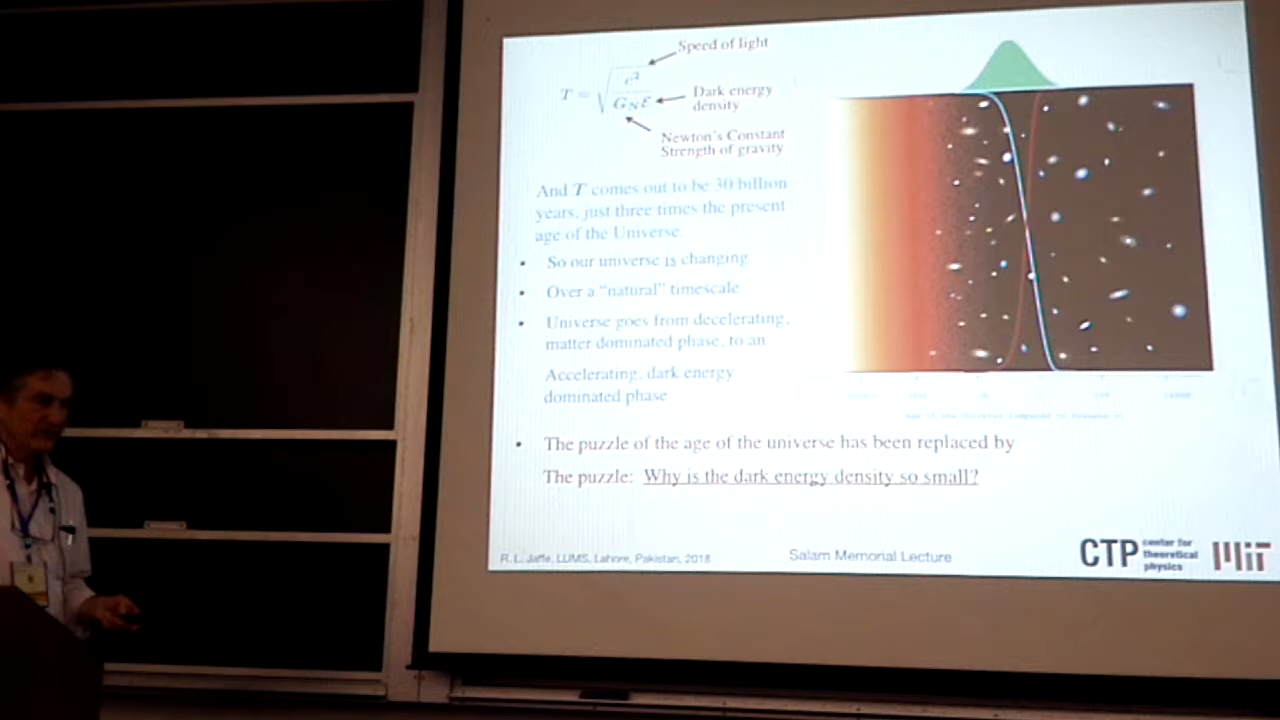 Speed of light
T = √ c² / G_N ε
Dark energy
density
Newton's Constant
Strength of gravity
And T comes out to be 30 billion
years, just three times the present
age of the Universe.
• So our universe is changing
• Over a "natural" timescale
• Universe goes from decelerating,
matter dominated phase, to an
Accelerating, dark energy
dominated phase
• The puzzle of the age of the universe has been replaced by
The puzzle: Why is the dark energy density so small?
R. L. Jaffe, LUMS, Lahore, Pakistan, 2018
Salam Memorial Lecture
CTP center for
theoretical
physics
MIT